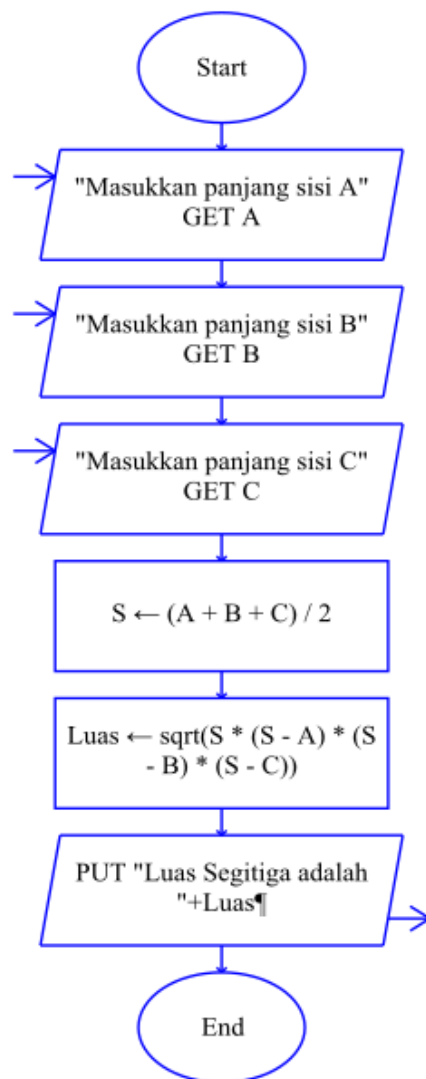 Start
"Masukkan panjang sisi A"
GET A
"Masukkan panjang sisi B"
GET B
"Masukkan panjang sisi C"
GET C
S ← (A + B + C) / 2
Luas ← sqrt(S * (S - A) * (S
- B) * (S - C))
PUT "Luas Segitiga adalah
"+Luas¶
End